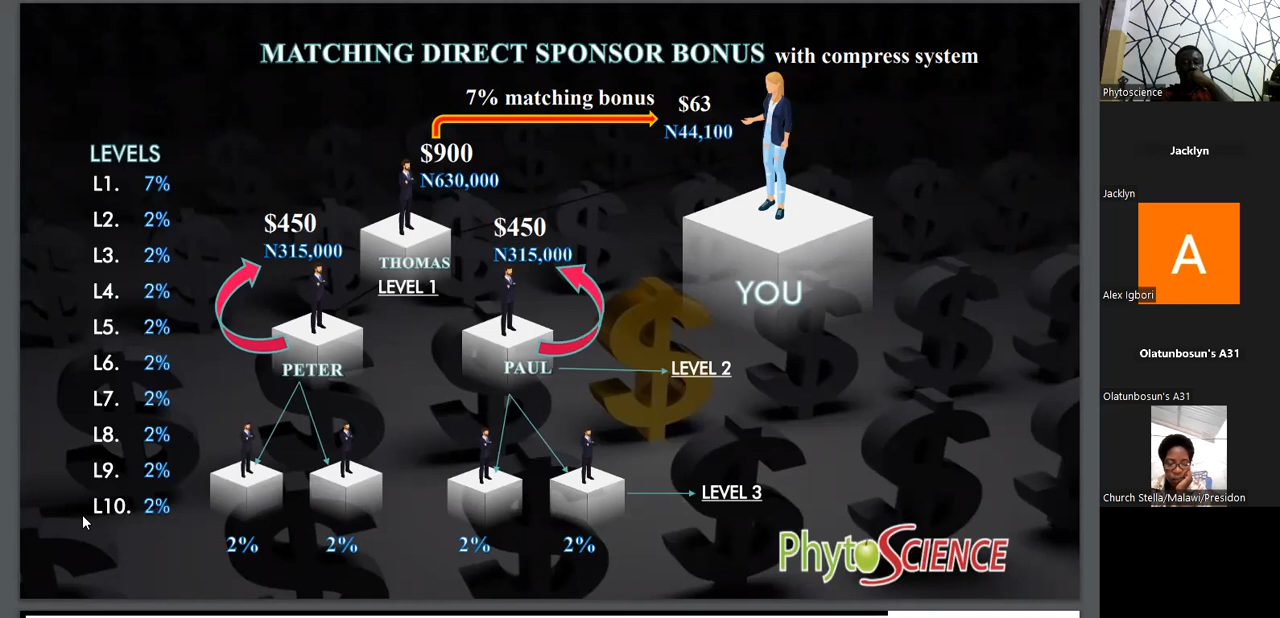 MATCHING DIRECT SPONSOR BONUS with compress system
7% matching bonus
$63
N44,100
$900
N630,000
LEVELS
L1. 7%
L2. 2%
L3. 2%
L4. 2%
L5. 2%
L6. 2%
L7. 2%
L8. 2%
L9. 2%
L10. 2%
$450
N315,000
$450
N315,000
THOMAS
LEVEL 1
YOU
PETER
PAUL
LEVEL 2
LEVEL 3
2%
2%
2%
2%
PhytoSCIENCE
Phytoscience
Jacklyn
Jacklyn
A
Alex Igbori
Olatunbosun's A31
Olatunbosun's A31
Church Stella/Malawi/Presidon